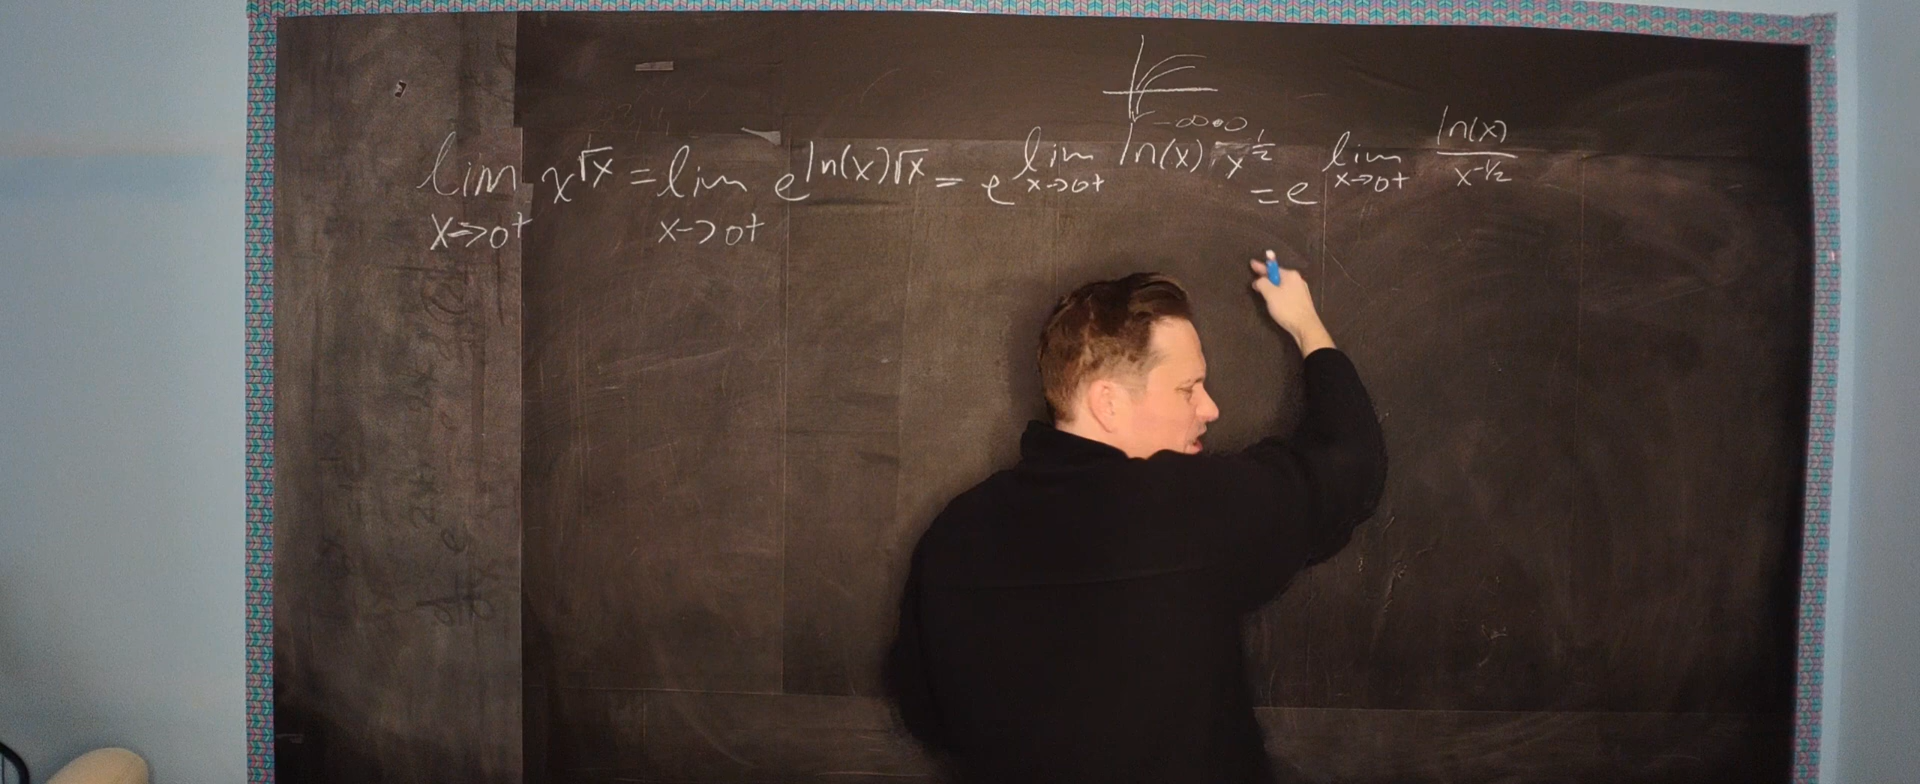 -∞·0
lim x→0+ x^√x = lim x→0+ e^ln(x)√x = e^lim x→0+ ln(x)·x^1/2 = e^lim x→0+ ln(x)/x^-1/2